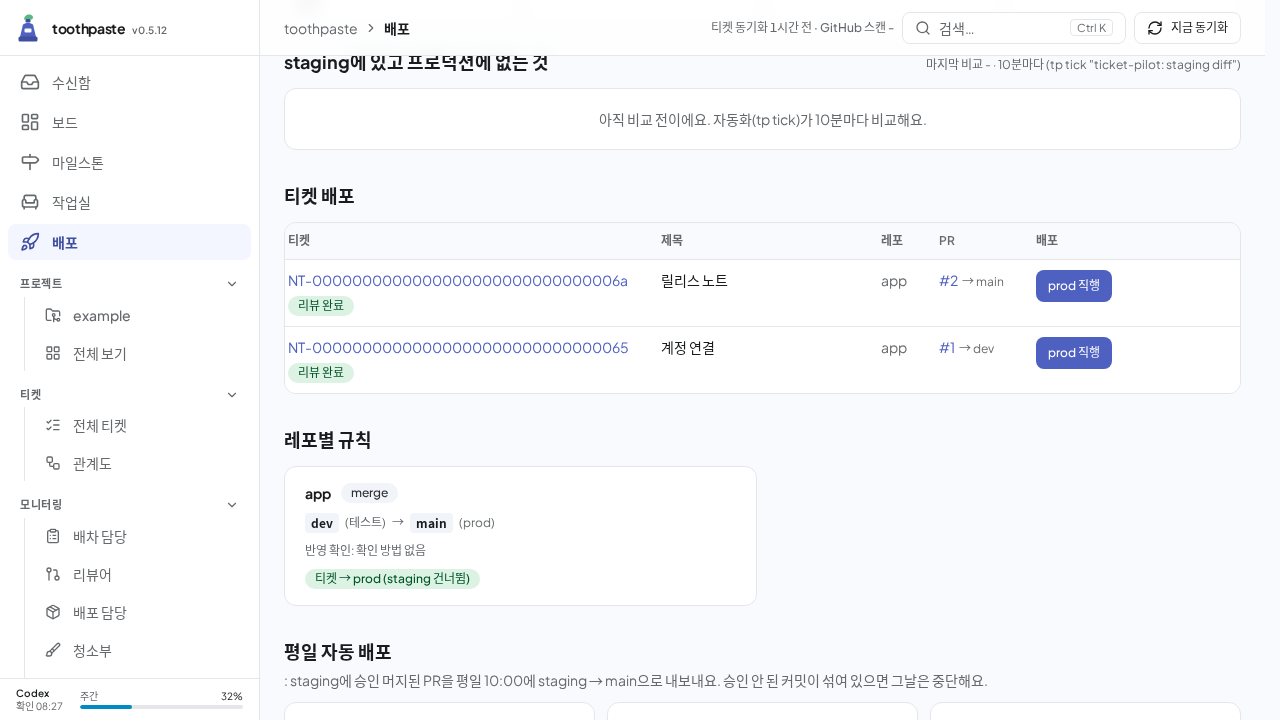 toothpaste v0.5.12
수신함
보드
마일스톤
작업실
배포
프로젝트
example
전체 보기
티켓
전체 티켓
관계도
모니터링
배차 담당
리뷰어
배포 담당
청소부
Codex
확인 08:27
주간 32%
toothpaste > 배포
티켓 동기화 1시간 전 · GitHub 스캔 -
검색...
Ctrl K
지금 동기화
staging에 있고 프로덕션에 없는 것
마지막 비교 - · 10분마다 (tp tick "ticket-pilot: staging diff")
아직 비교 전이에요. 자동화(tp tick)가 10분마다 비교해요.
티켓 배포
티켓 제목 레포 PR 배포
NT-0000000000000000000000000000006a 릴리스 노트 app #2 → main prod 직행
리뷰 완료
NT-00000000000000000000000000000065 계정 연결 app #1 → dev prod 직행
리뷰 완료
레포별 규칙
app merge
dev (테스트) → main (prod)
반영 확인: 확인 방법 없음
티켓 → prod (staging 건너뜀)
평일 자동 배포
: staging에 승인 머지된 PR을 평일 10:00에 staging → main으로 내보내요. 승인 안 된 커밋이 섞여 있으면 그날은 중단해요.